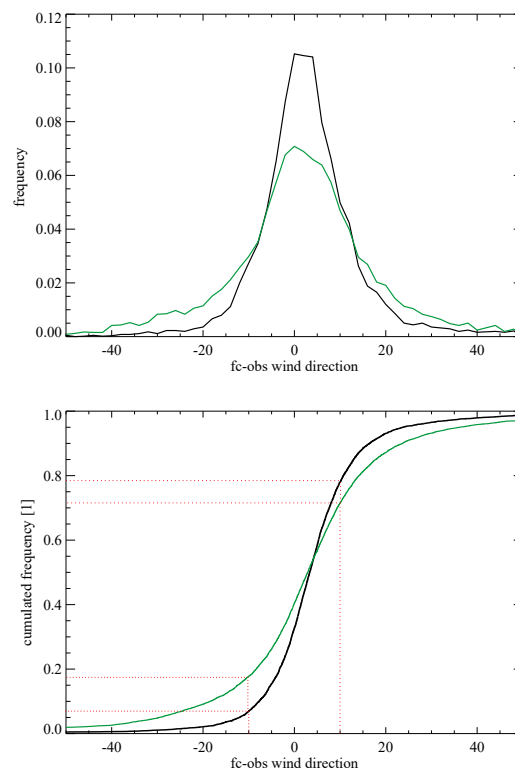 0.12
0.10
0.08
0.06
0.04
0.02
0.00
frequency
-40 -20 0 20 40
fc-obs wind direction
1.0
0.8
0.6
0.4
0.2
0.0
cumulated frequency [1]
-40 -20 0 20 40
fc-obs wind direction